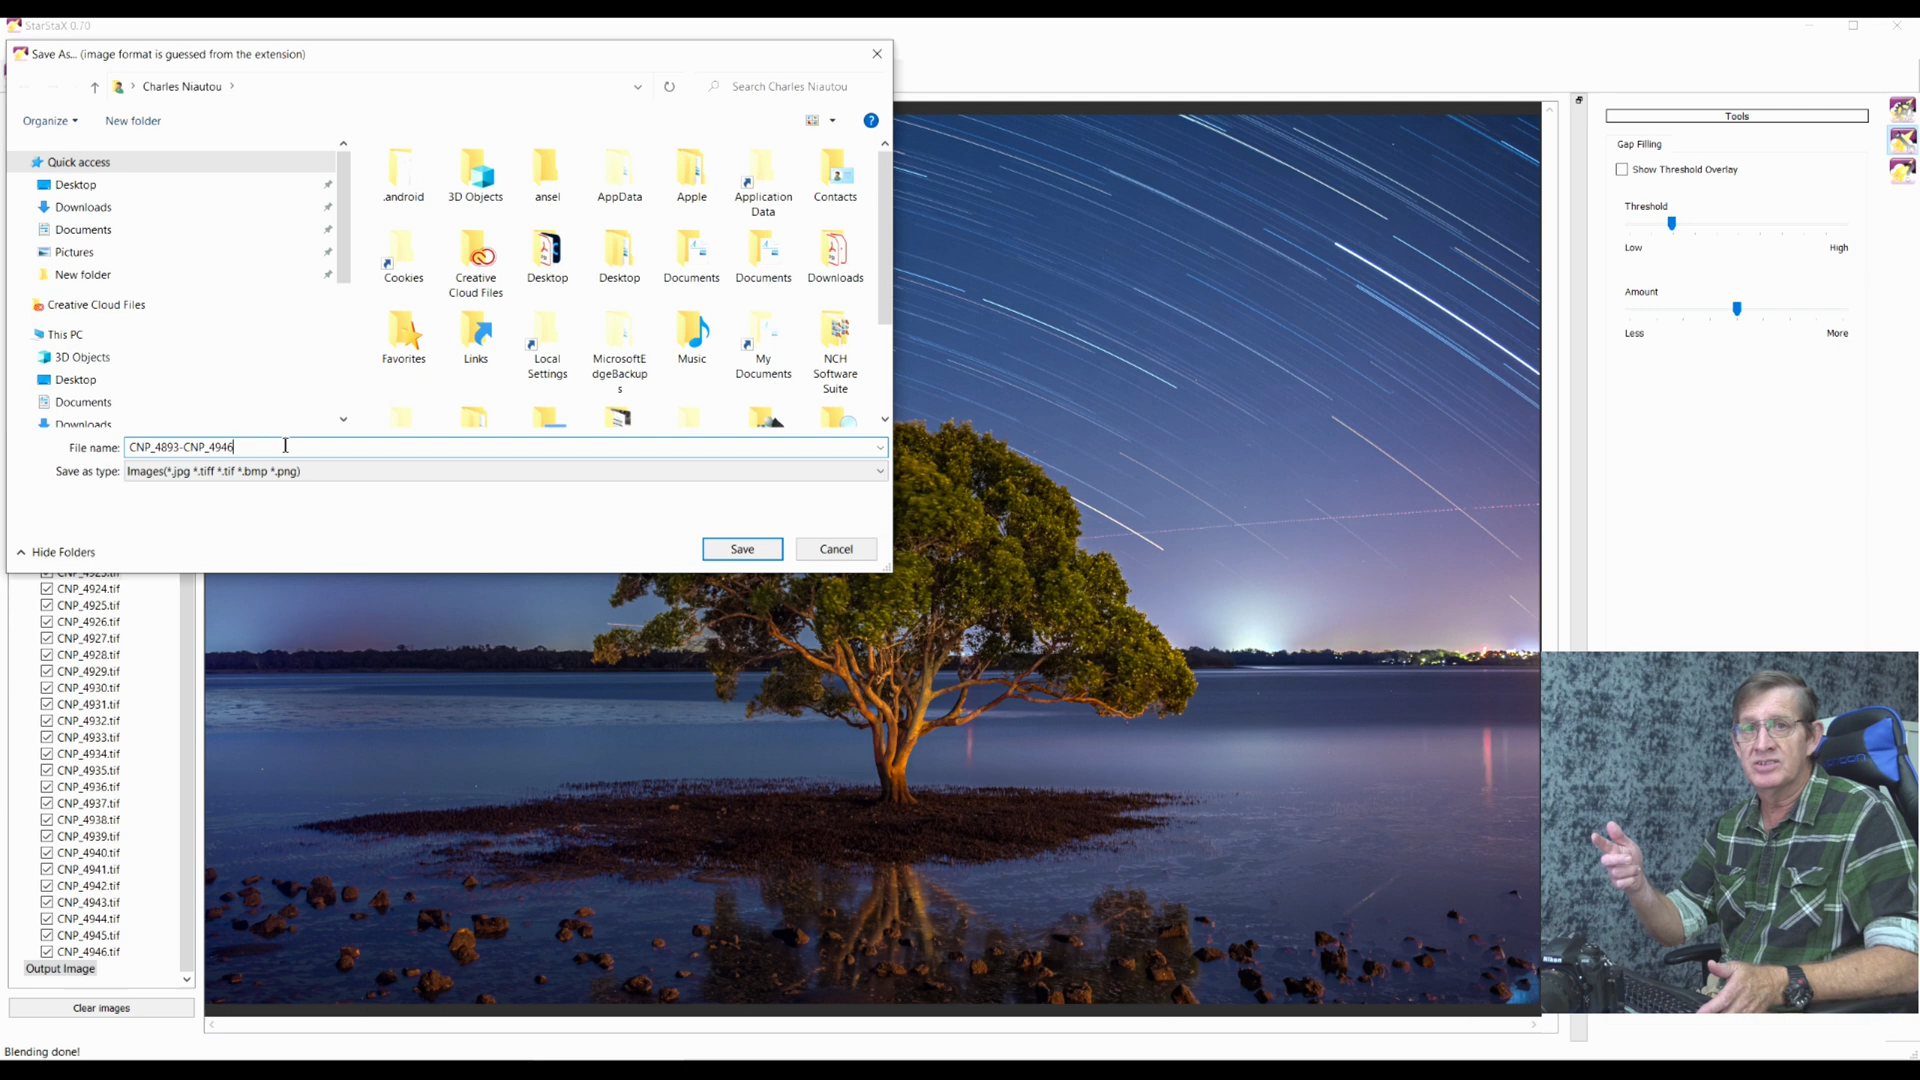 StarStaX 0.70
Save As... (image format is guessed from the extension)
Charles Niautou
Search Charles Niautou
Organize
New folder
Quick access
Desktop
Downloads
Documents
Pictures
New folder
Creative Cloud Files
This PC
3D Objects
Desktop
Documents
Downloads
.android
3D Objects
ansel
AppData
Apple
Application Data
Contacts
Cookies
Creative Cloud Files
Desktop
Desktop
Documents
Documents
Downloads
Favorites
Links
Local Settings
MicrosoftEdgeBackups
Music
My Documents
NCH Software Suite
File name: CNP_4893-CNP_4946
Save as type: Images(*.jpg *.tiff *.tif *.bmp *.png)
Hide Folders
Save
Cancel
CNP_4923.tif
CNP_4924.tif
CNP_4925.tif
CNP_4926.tif
CNP_4927.tif
CNP_4928.tif
CNP_4929.tif
CNP_4930.tif
CNP_4931.tif
CNP_4932.tif
CNP_4933.tif
CNP_4934.tif
CNP_4935.tif
CNP_4936.tif
CNP_4937.tif
CNP_4938.tif
CNP_4939.tif
CNP_4940.tif
CNP_4941.tif
CNP_4942.tif
CNP_4943.tif
CNP_4944.tif
CNP_4945.tif
CNP_4946.tif
Output Image
Clear images
Blending done!
Tools
Gap Filling
Show Threshold Overlay
Threshold
Low High
Amount
Less More
Nikon